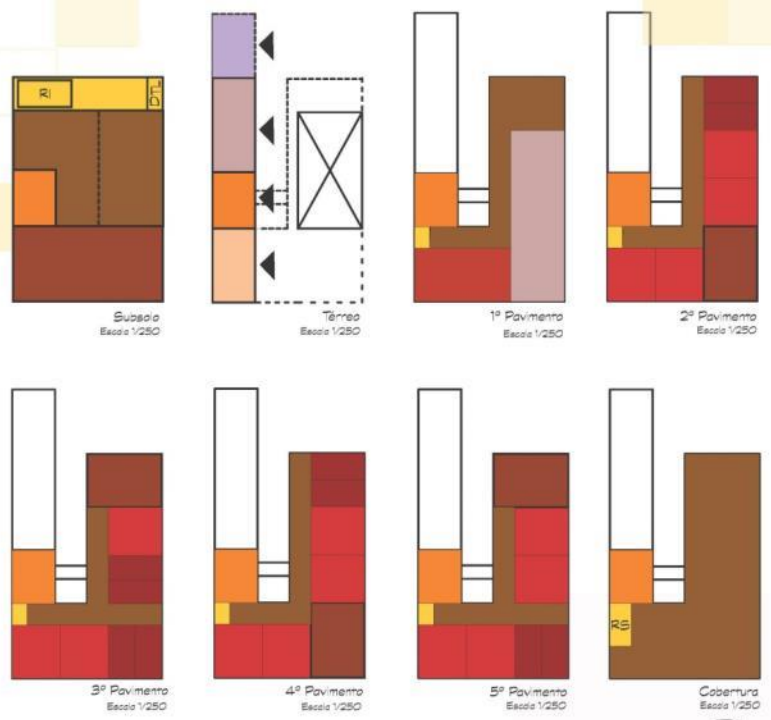 RI
DTL
Subsolo
Escala 1/250
Térreo
Escala 1/250
1º Pavimento
Escala 1/250
2º Pavimento
Escala 1/250
3º Pavimento
Escala 1/250
4º Pavimento
Escala 1/250
5º Pavimento
Escala 1/250
RS
Cobertura
Escala 1/250